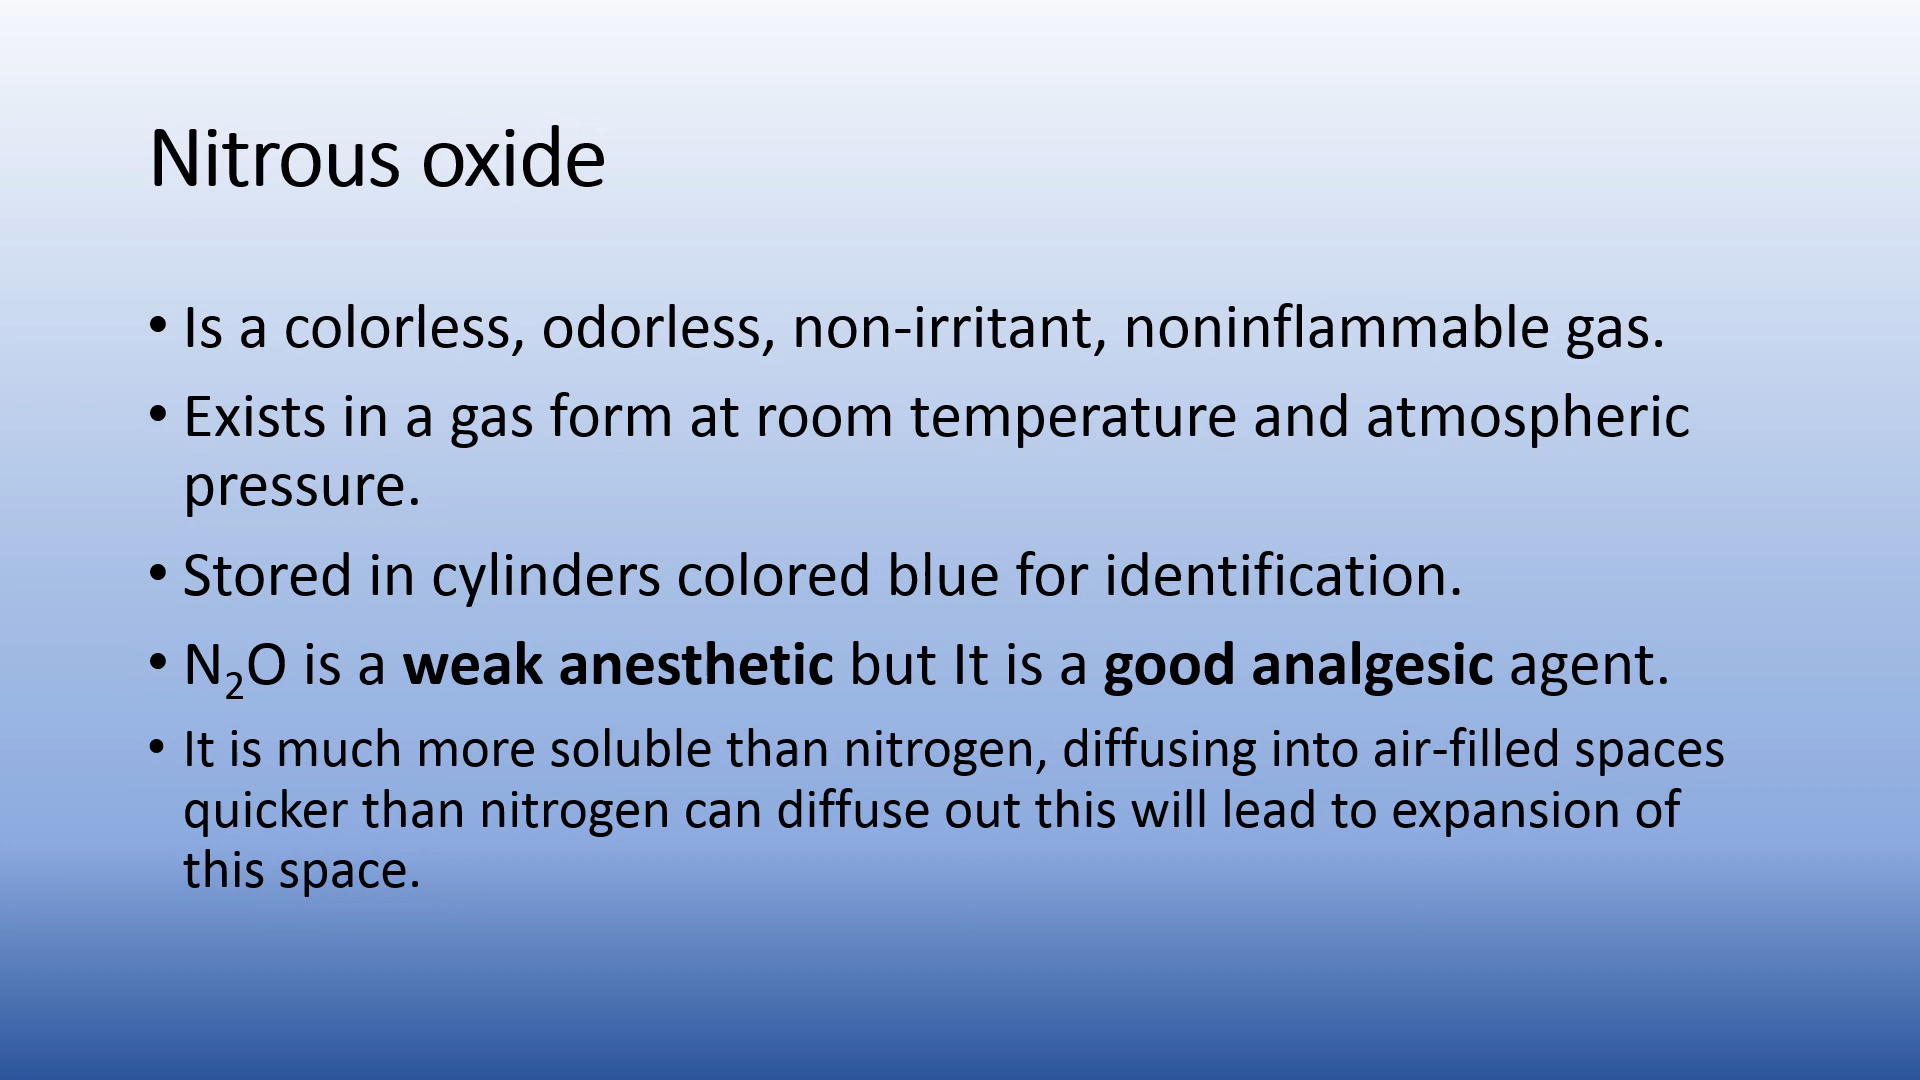 Nitrous oxide
• Is a colorless, odorless, non-irritant, noninflammable gas.
• Exists in a gas form at room temperature and atmospheric
pressure.
• Stored in cylinders colored blue for identification.
• N₂O is a weak anesthetic but It is a good analgesic agent.
• It is much more soluble than nitrogen, diffusing into air-filled spaces
quicker than nitrogen can diffuse out this will lead to expansion of
this space.